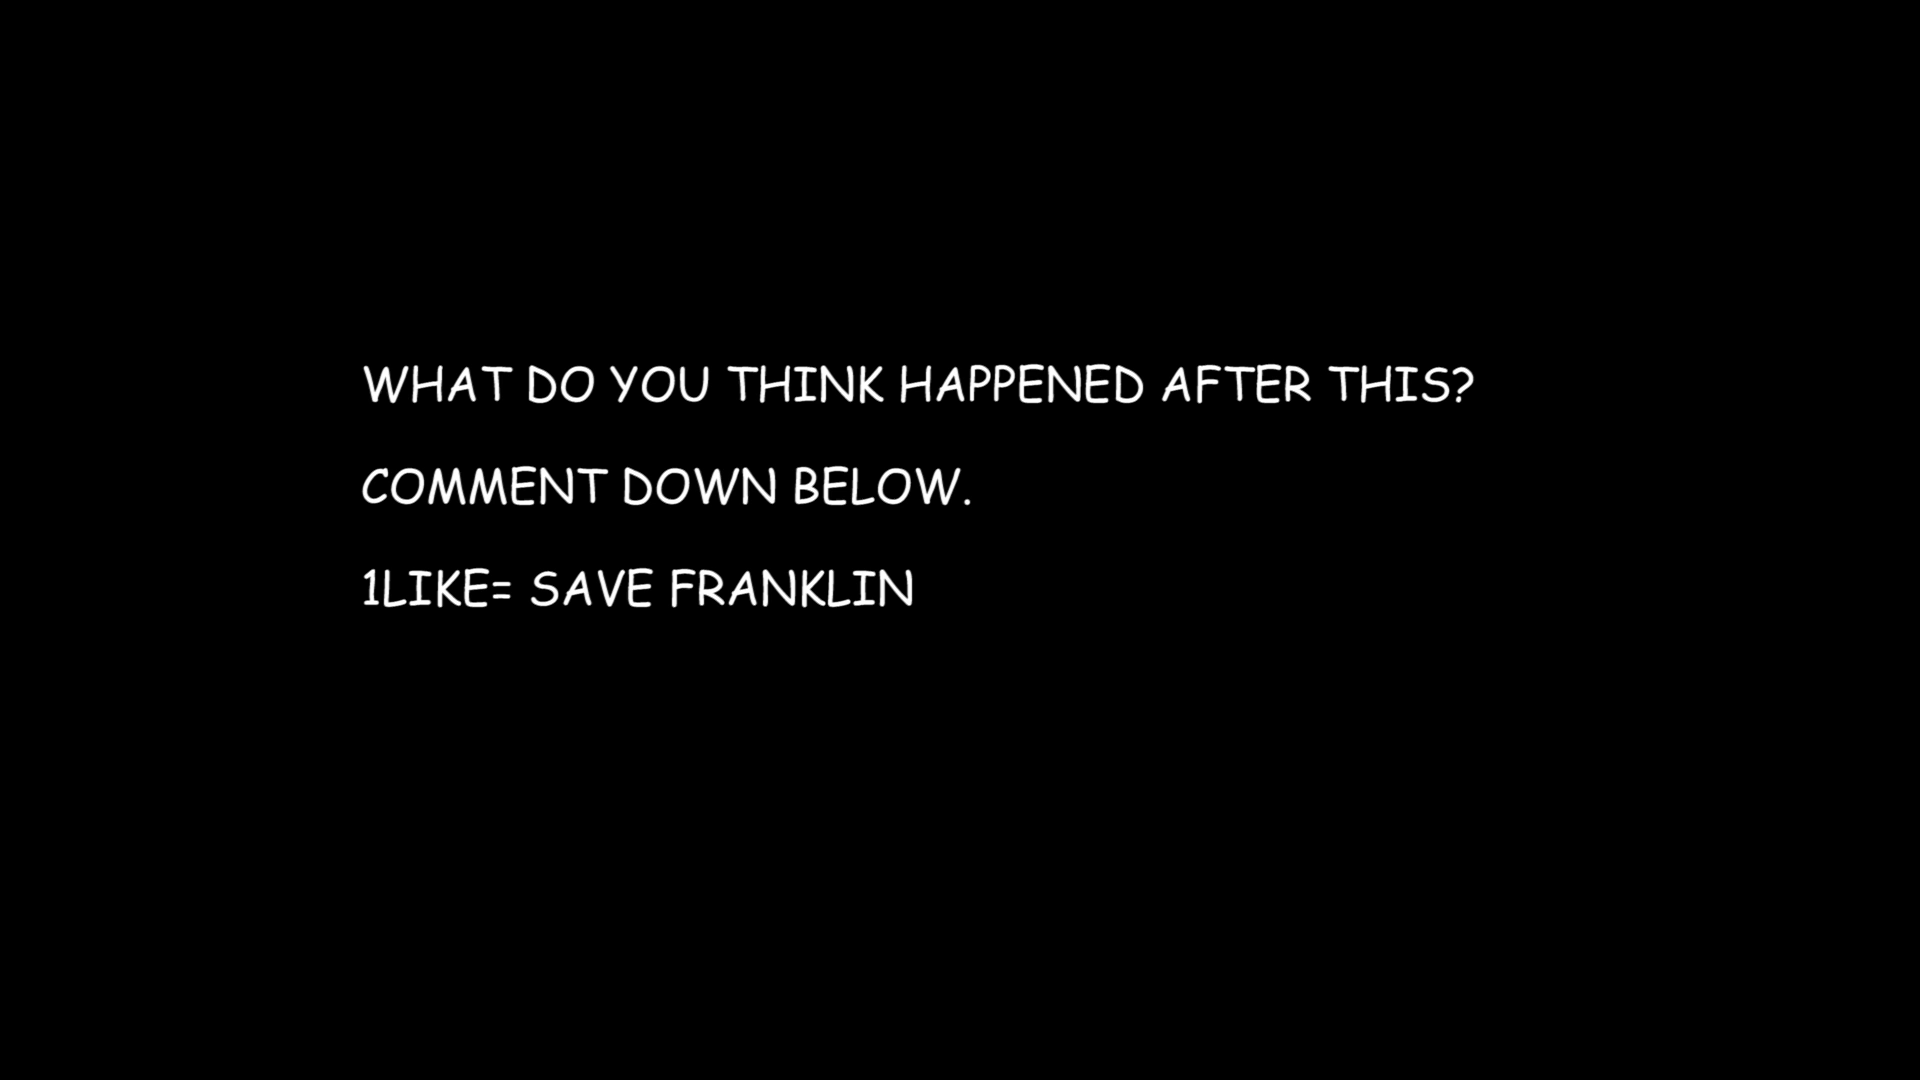 WHAT DO YOU THINK HAPPENED AFTER THIS?
COMMENT DOWN BELOW.
1LIKE= SAVE FRANKLIN